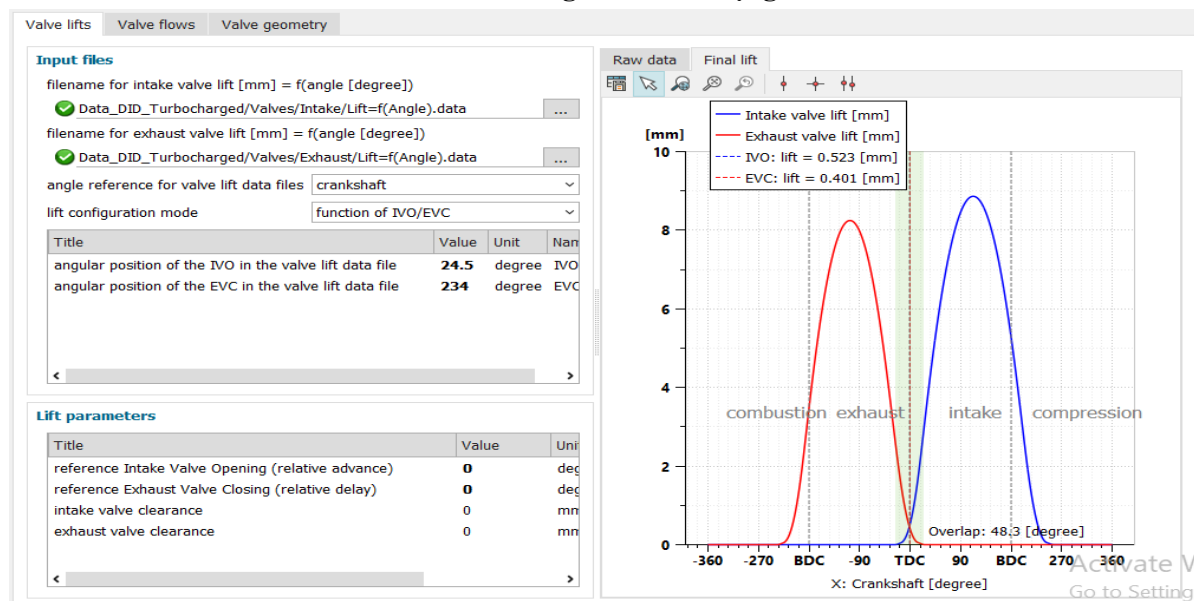 Valve lifts Valve flows Valve geometry
Input files
filename for intake valve lift [mm] = f(angle [degree])
Data_DID_Turbocharged/Valves/Intake/Lift=f(Angle).data ...
filename for exhaust valve lift [mm] = f(angle [degree])
Data_DID_Turbocharged/Valves/Exhaust/Lift=f(Angle).data ...
angle reference for valve lift data files crankshaft
lift configuration mode function of IVO/EVC
Title Value Unit Nam
angular position of the IVO in the valve lift data file 24.5 degree IVO
angular position of the EVC in the valve lift data file 234 degree EVC
Lift parameters
Title Value Uni
reference Intake Valve Opening (relative advance) 0 deg
reference Exhaust Valve Closing (relative delay) 0 deg
intake valve clearance 0 mm
exhaust valve clearance 0 mm
Raw data Final lift
Intake valve lift [mm]
Exhaust valve lift [mm]
IVO: lift = 0.523 [mm]
EVC: lift = 0.401 [mm]
[mm]
10
8
6
4
combustion exhaust intake compression
2
Overlap: 48.3 [degree]
0
-360 -270 BDC -90 TDC 90 BDC 270 360
X: Crankshaft [degree]
Activate W
Go to Setting